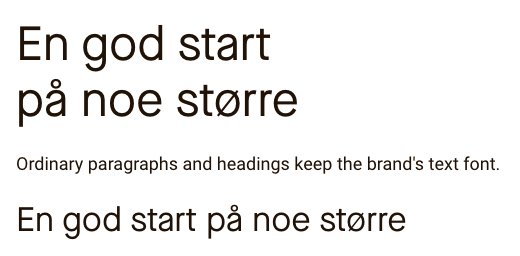 En god start
på noe større
Ordinary paragraphs and headings keep the brand's text font.
En god start på noe større